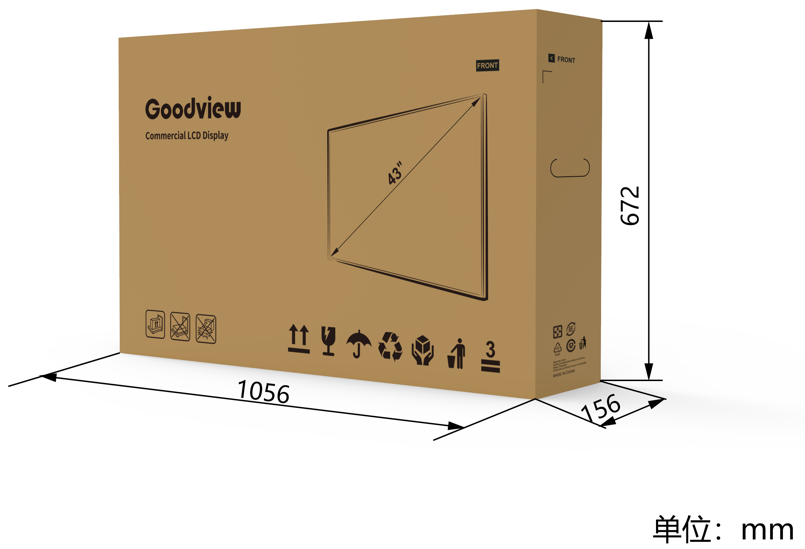 FRONT
FRONT
Goodview
Commercial LCD Display
43"
672
3
1056
156
单位：mm